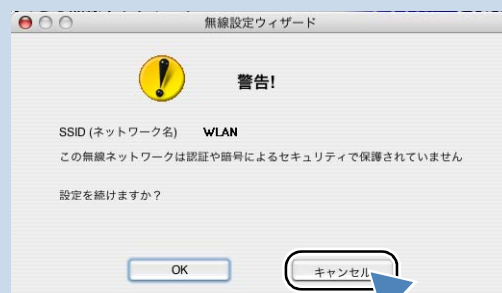 無線設定ウィザード
警告!
SSID (ネットワーク名) WLAN
この無線ネットワークは認証や暗号によるセキュリティで保護されていません
設定を続けますか？
OK キャンセル